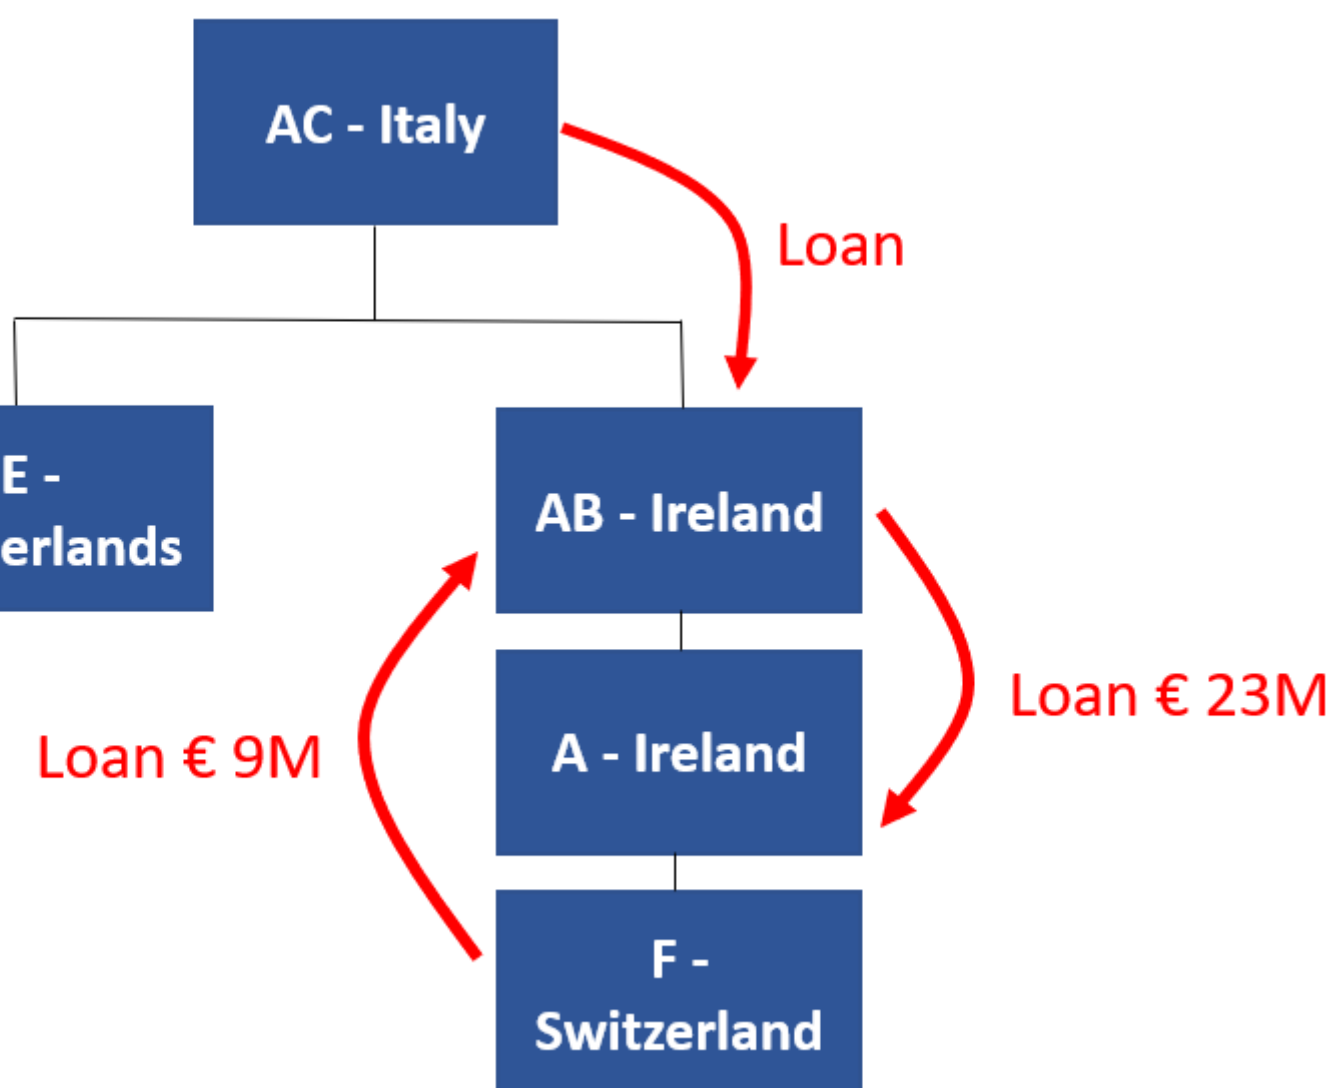 AC - Italy
Loan
E -
erlands
AB - Ireland
Loan € 23M
Loan € 9M
A - Ireland
F -
Switzerland